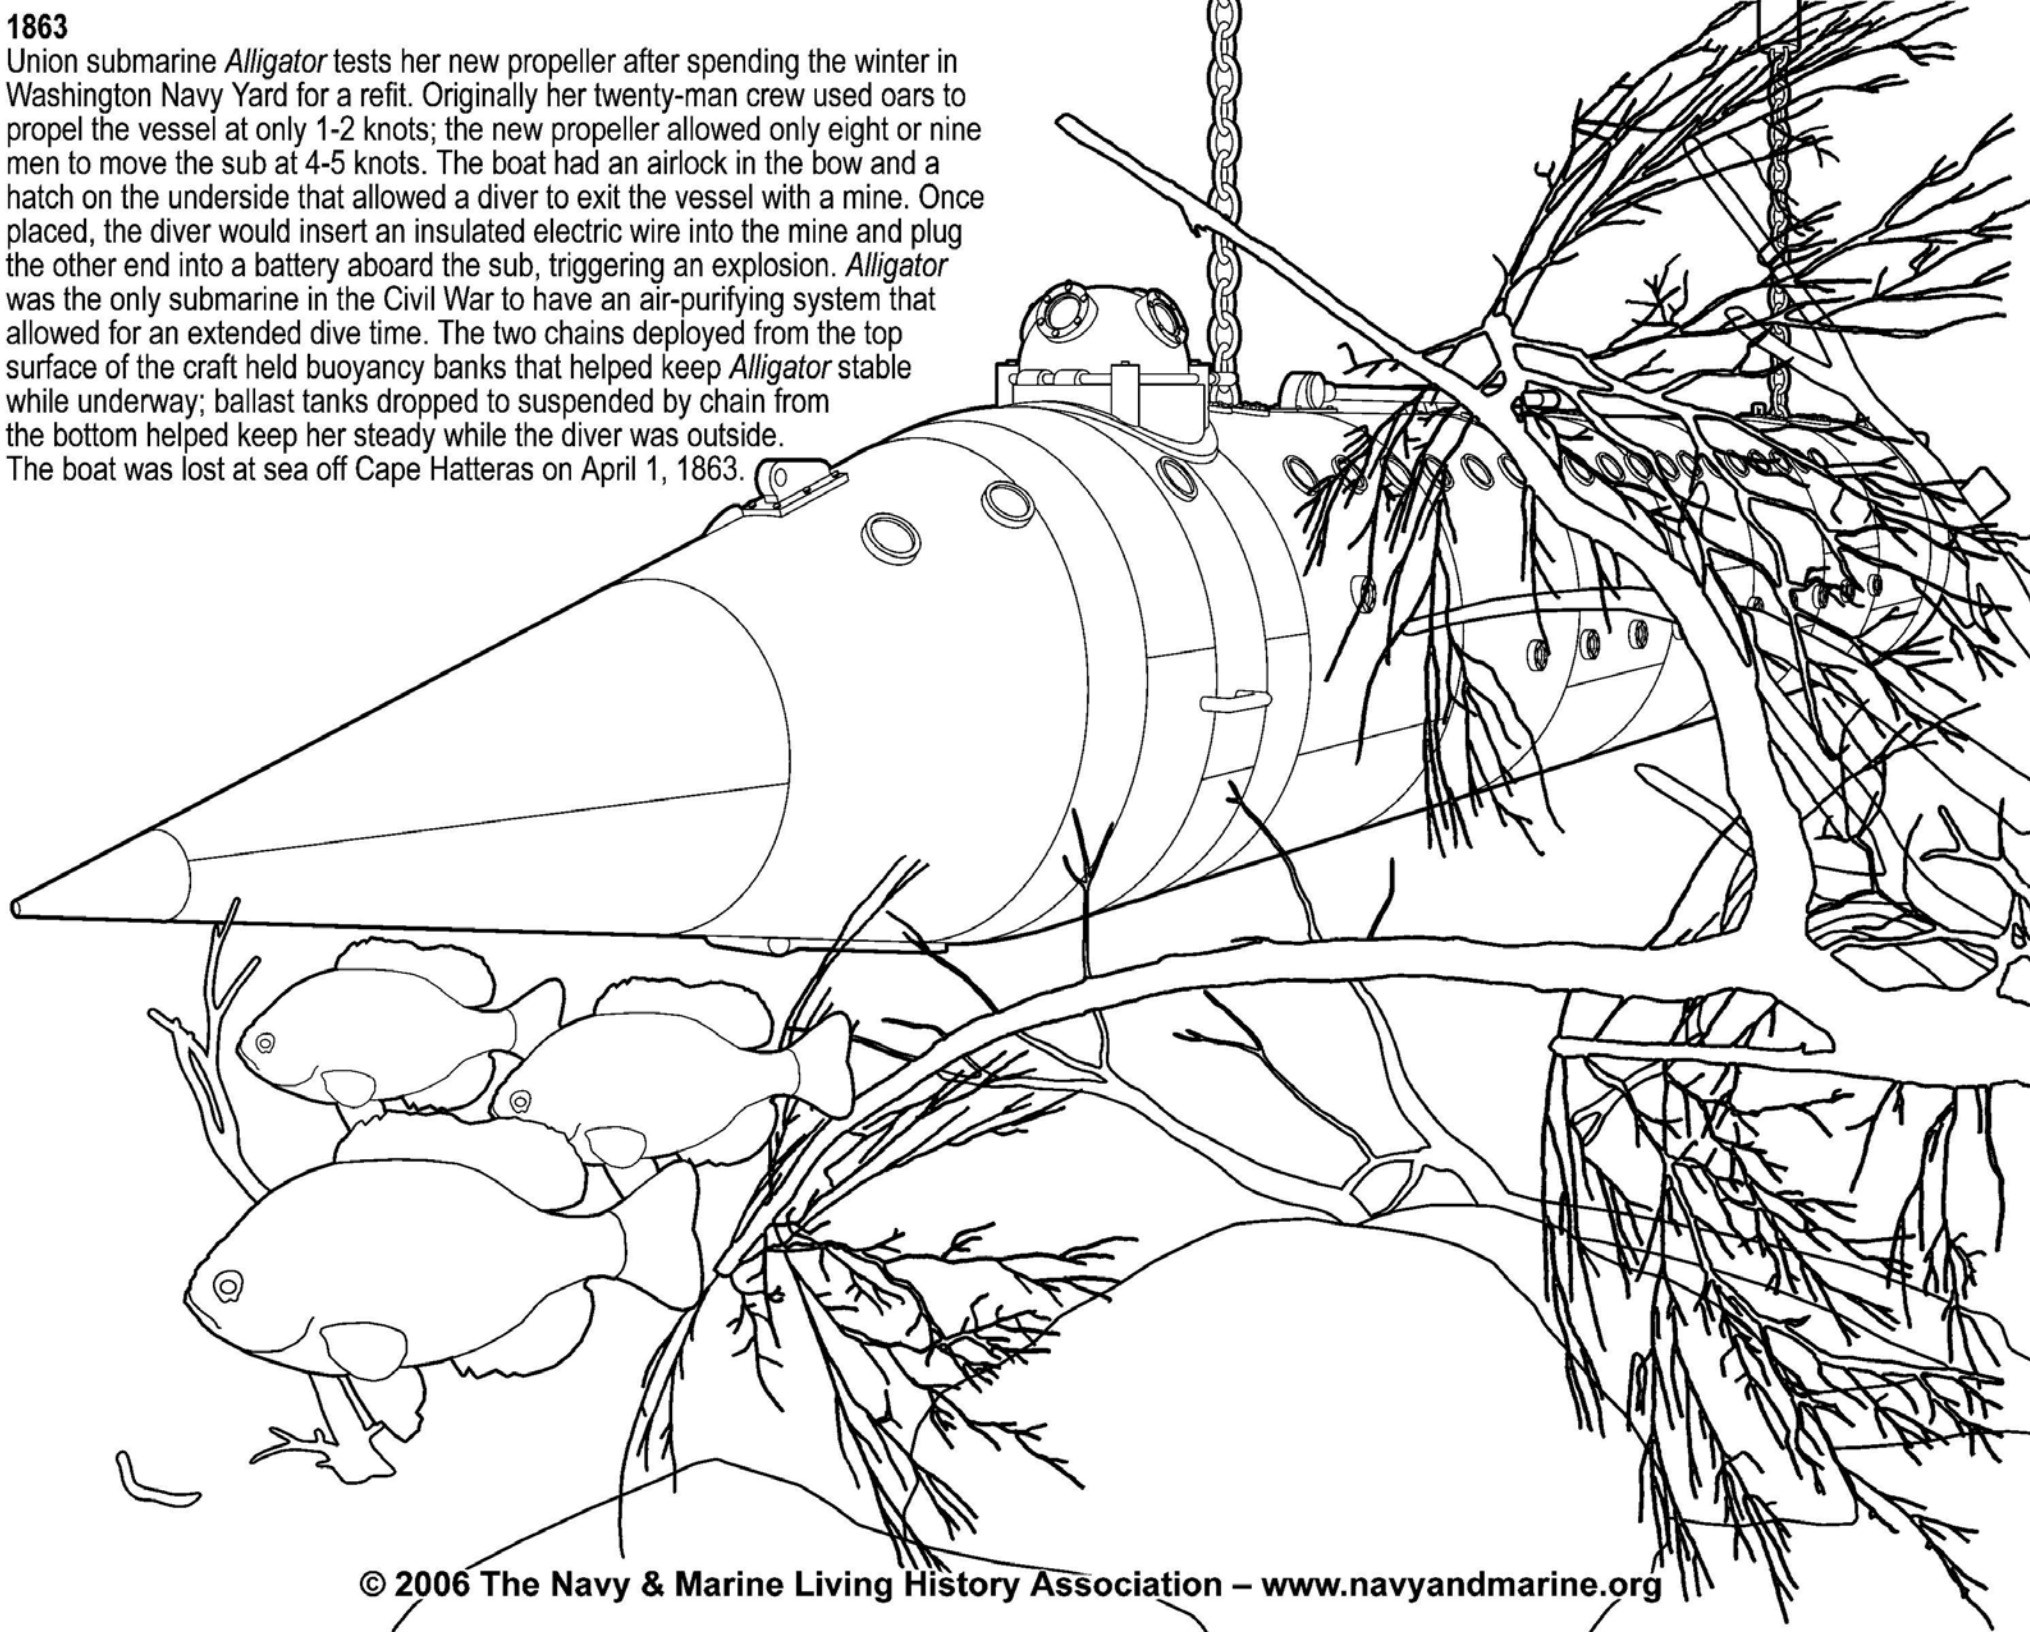 1863
Union submarine Alligator tests her new propeller after spending the winter in
Washington Navy Yard for a refit. Originally her twenty-man crew used oars to
propel the vessel at only 1-2 knots; the new propeller allowed only eight or nine
men to move the sub at 4-5 knots. The boat had an airlock in the bow and a
hatch on the underside that allowed a diver to exit the vessel with a mine. Once
placed, the diver would insert an insulated electric wire into the mine and plug
the other end into a battery aboard the sub, triggering an explosion. Alligator
was the only submarine in the Civil War to have an air-purifying system that
allowed for an extended dive time. The two chains deployed from the top
surface of the craft held buoyancy banks that helped keep Alligator stable
while underway; ballast tanks dropped to suspended by chain from
the bottom helped keep her steady while the diver was outside.
The boat was lost at sea off Cape Hatteras on April 1, 1863.
© 2006 The Navy & Marine Living History Association – www.navyandmarine.org